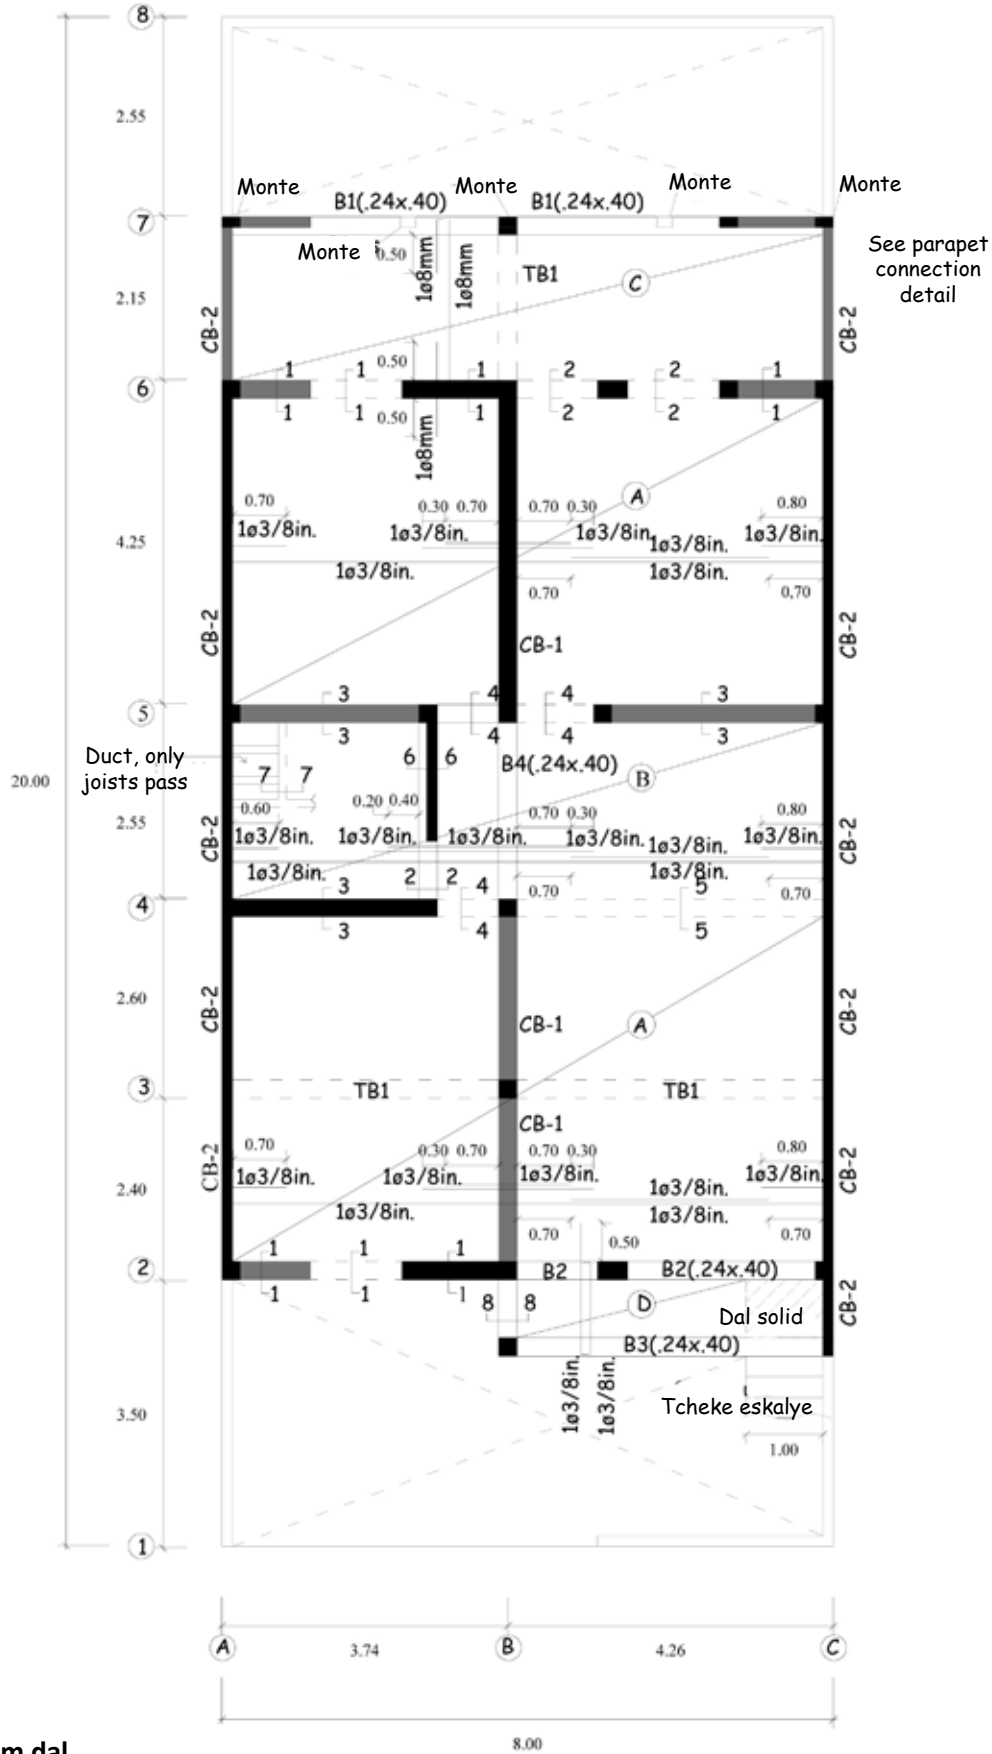 8
2.55
Monte
B1(.24x.40)
Monte
B1(.24x.40)
Monte
Monte
7
Monte
0.50
1ø8mm
1ø8mm
TB1
C
See parapet
connection
detail
2.15
CB-2
CB-2
0.50
1
1
1
2
2
1
6
1
1
0.50
1
2
2
1
1ø8mm
A
0.70
0.30
0.70
0.70
0.30
0.80
1ø3/8in.
1ø3/8in.
1ø3/8in.
1ø3/8in.
1ø3/8in.
4.25
1ø3/8in.
1ø3/8in.
0.70
0,70
CB-2
CB-1
CB-2
3
4
4
3
5
3
4
4
3
Duct, only
joists pass
6
6
B4(.24x.40)
B
7
7
20.00
0.60
0.20
0.40
0.70
0.30
0.80
2.55
CB-2
1ø3/8in.
1ø3/8in.
1ø3/8in.
1ø3/8in.
1ø3/8in.
1ø3/8in.
CB-2
1ø3/8in.
1ø3/8in.
3
2
2
4
0.70
5
0.70
4
3
4
5
2.60
CB-2
CB-1
A
CB-2
3
TB1
TB1
CB-1
0.70
0.30
0.70
0.70
0.30
0.80
CB-2
1ø3/8in.
1ø3/8in.
1ø3/8in.
1ø3/8in.
CB-2
2.40
1ø3/8in.
1ø3/8in.
1ø3/8in.
0.70
0.50
0.70
1
1
1
2
B2
B2(.24x.40)
1
1
1
8
8
D
CB-2
Dal solid
B3(.24x.40)
1ø3/8in.
1ø3/8in.
3.50
Tcheke eskalye
1.00
1
A
3.74
B
4.26
C
8.00
m dal